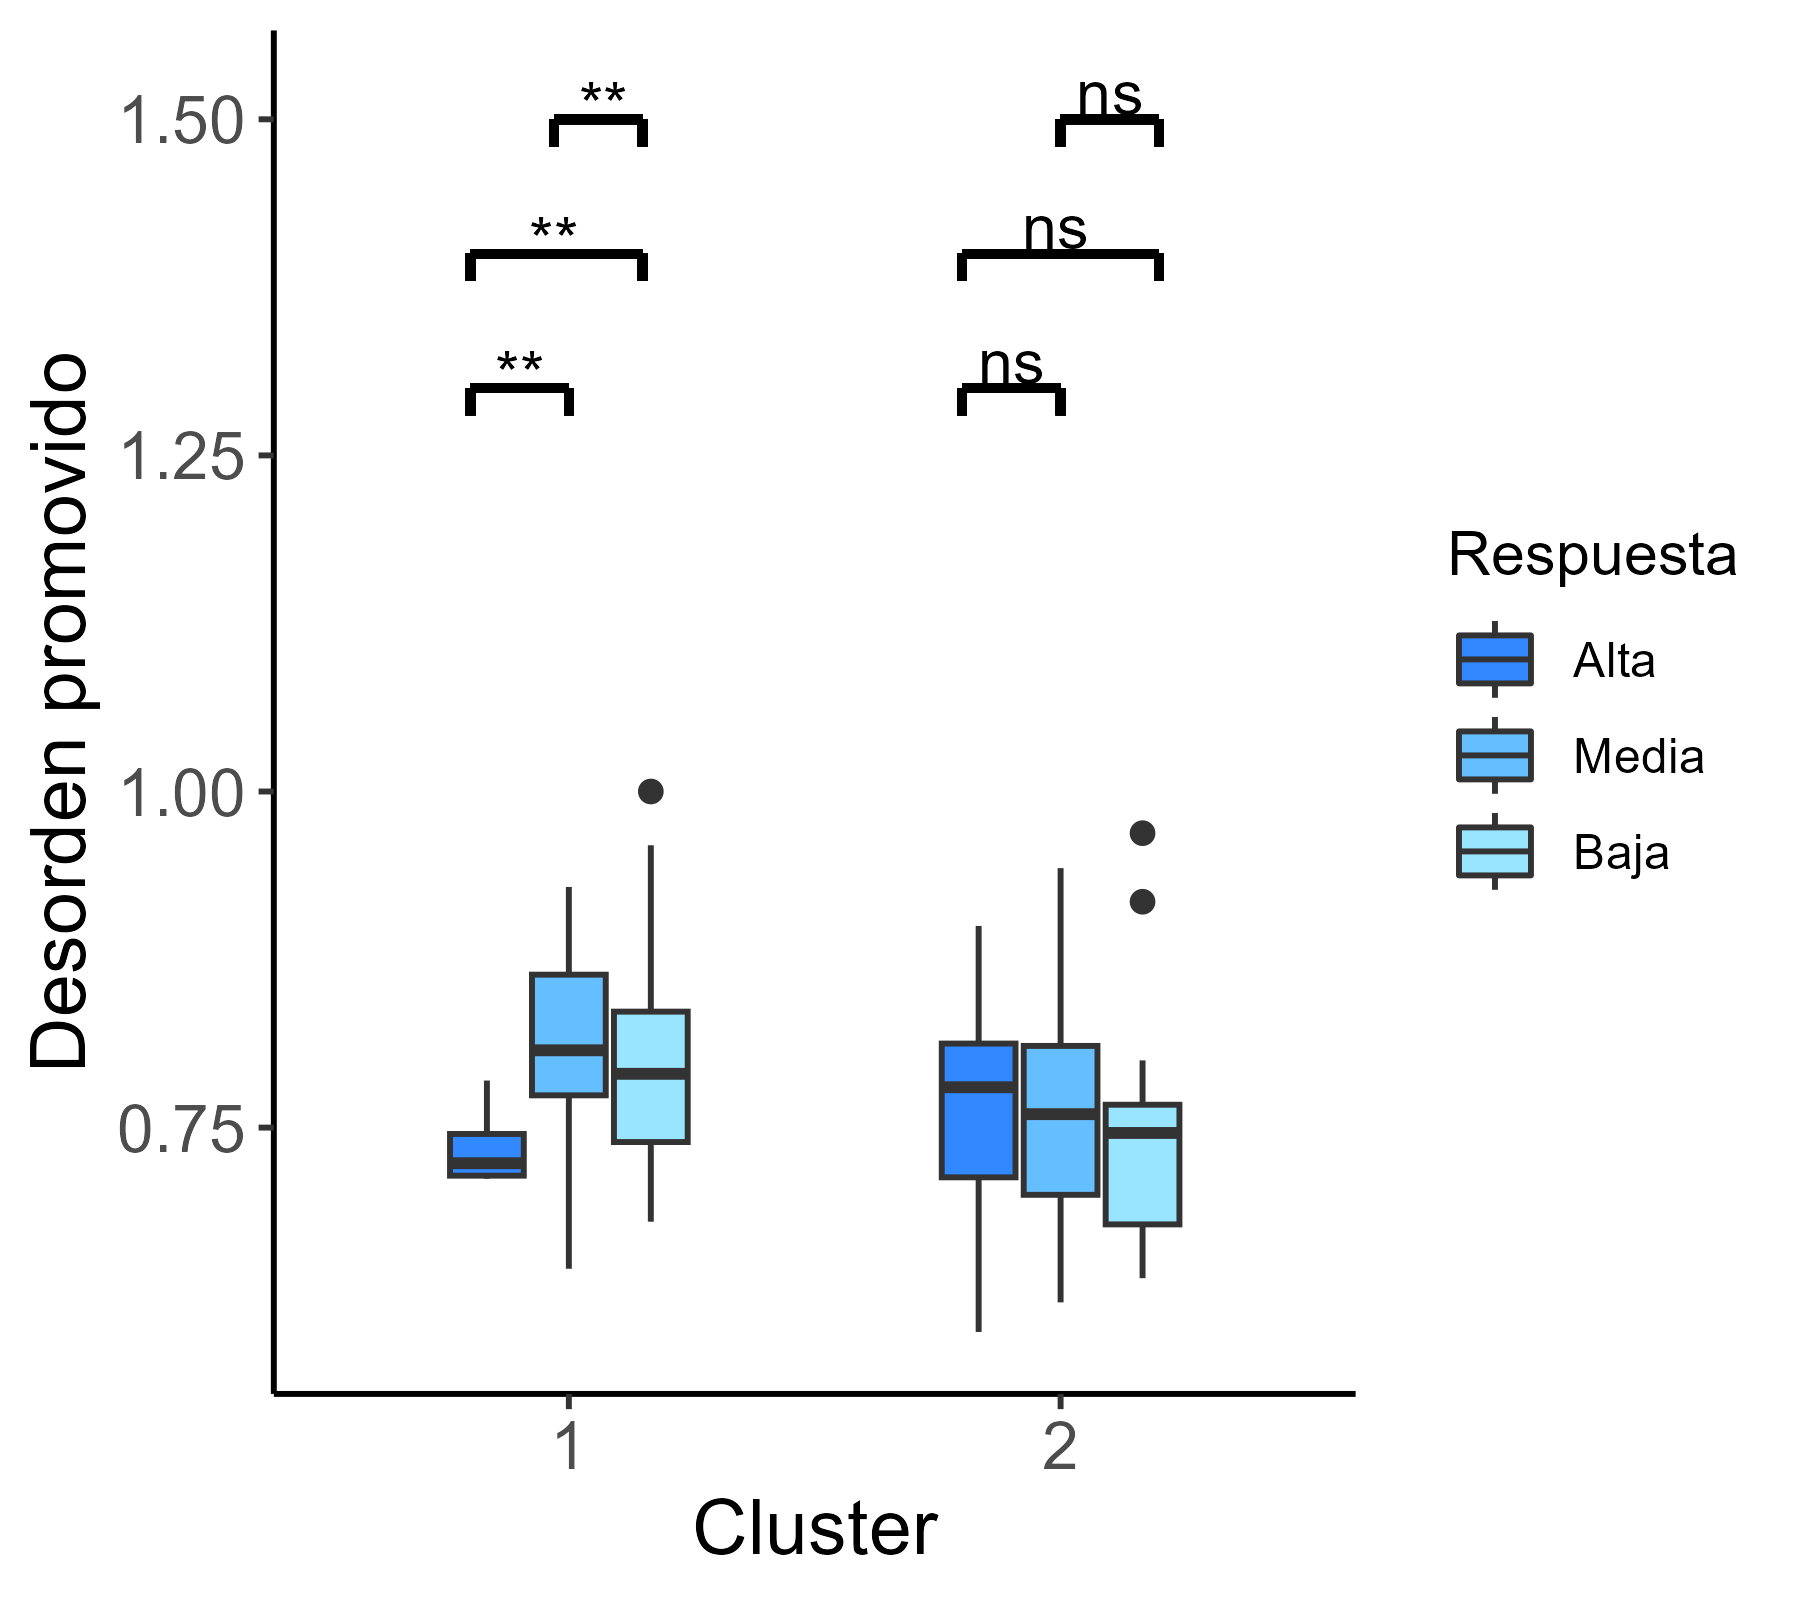 Desorden promovido
1.50
1.25
1.00
0.75
**
**
**
ns
ns
ns
1
2
Cluster
Respuesta
Alta
Media
Baja